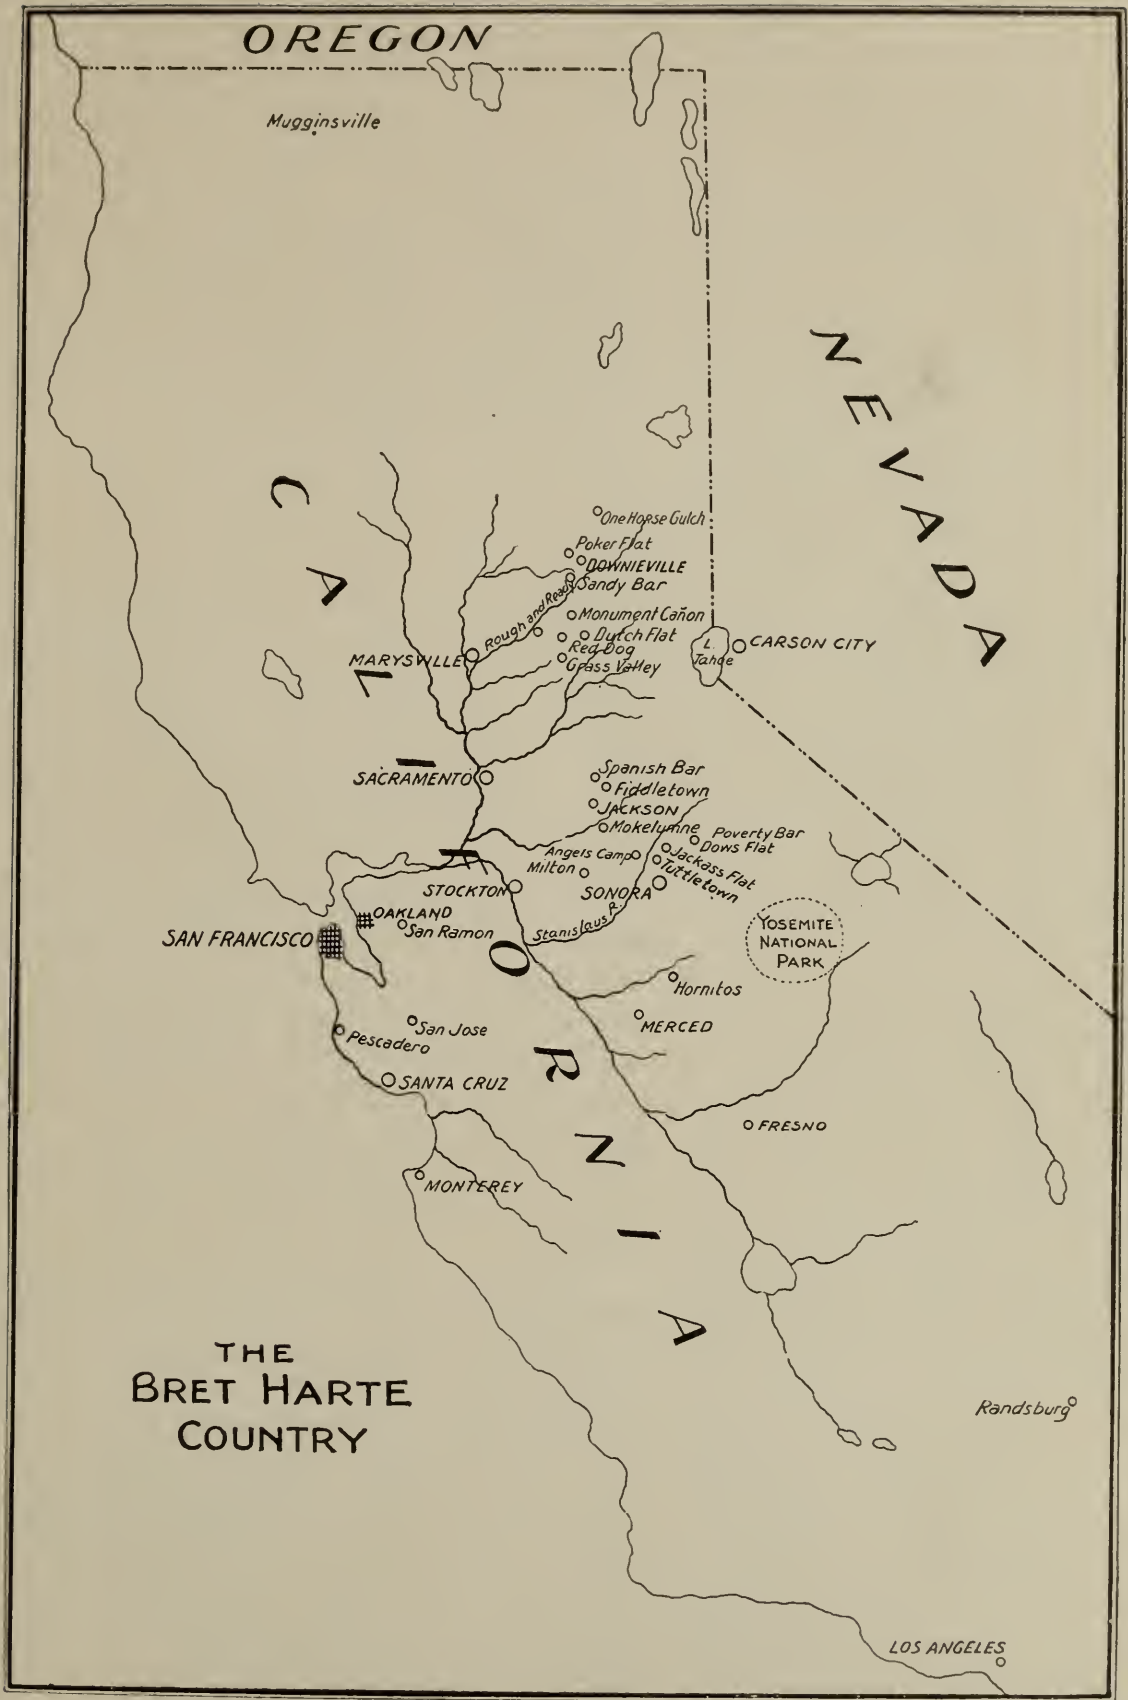 OREGON
Mugginsville
NEVADA
CALIFORNIA
One Horse Gulch
Poker Flat
DOWNIEVILLE
Sandy Bar
Rough and Ready
Monument Cañon
Dutch Flat
Red Dog
Grass Valley
MARYSVILLE
L.
Tahoe
CARSON CITY
SACRAMENTO
Spanish Bar
Fiddletown
JACKSON
Mokelumne
Poverty Bar
Dows Flat
Angels Camp
Jackass Flat
Milton
Tuttletown
STOCKTON
SONORA
Stanislaus R.
OAKLAND
San Ramon
SAN FRANCISCO
YOSEMITE
NATIONAL
PARK
Hornitos
MERCED
San Jose
Pescadero
SANTA CRUZ
FRESNO
MONTEREY
THE
BRET HARTE
COUNTRY
Randsburg
LOS ANGELES